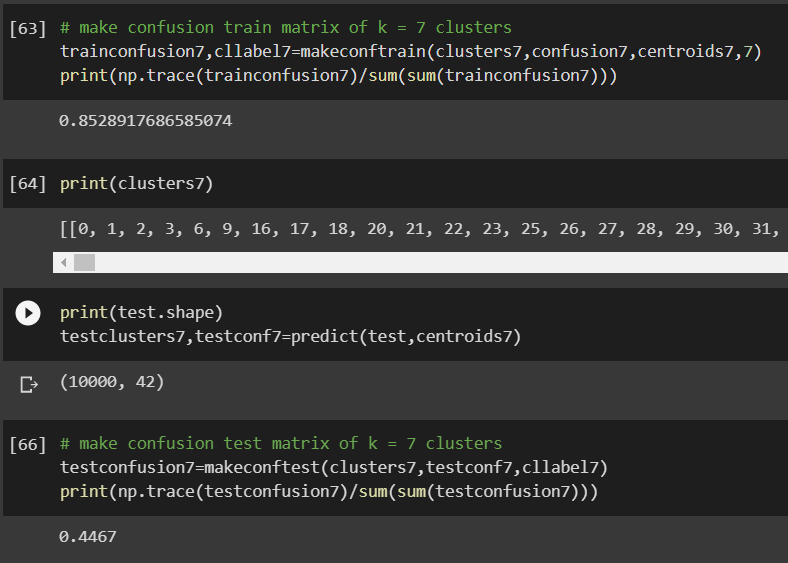 [63] # make confusion train matrix of k = 7 clusters
trainconfusion7,cllabel7=makeconftrain(clusters7,confusion7,centroids7,7)
print(np.trace(trainconfusion7)/sum(sum(trainconfusion7)))
0.8528917686585074
[64] print(clusters7)
[[0, 1, 2, 3, 6, 9, 16, 17, 18, 20, 21, 22, 23, 25, 26, 27, 28, 29, 30, 31,
print(test.shape)
testclusters7,testconf7=predict(test,centroids7)
(10000, 42)
[66] # make confusion test matrix of k = 7 clusters
testconfusion7=makeconftest(clusters7,testconf7,cllabel7)
print(np.trace(testconfusion7)/sum(sum(testconfusion7)))
0.4467